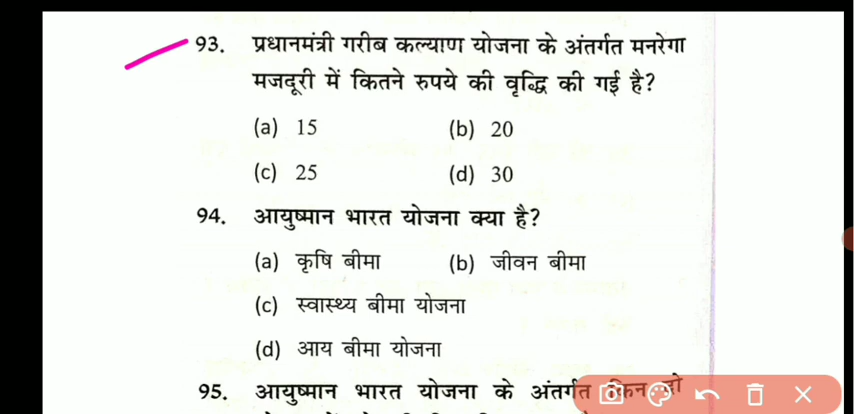 93. प्रधानमंत्री गरीब कल्याण योजना के अंतर्गत मनरेगा
मजदूरी में कितने रुपये की वृद्धि की गई है?
(a) 15 (b) 20
(c) 25 (d) 30
94. आयुष्मान भारत योजना क्या है?
(a) कृषि बीमा (b) जीवन बीमा
(c) स्वास्थ्य बीमा योजना
(d) आय बीमा योजना
95. आयुष्मान भारत योजना के अंतर्गत किन दो